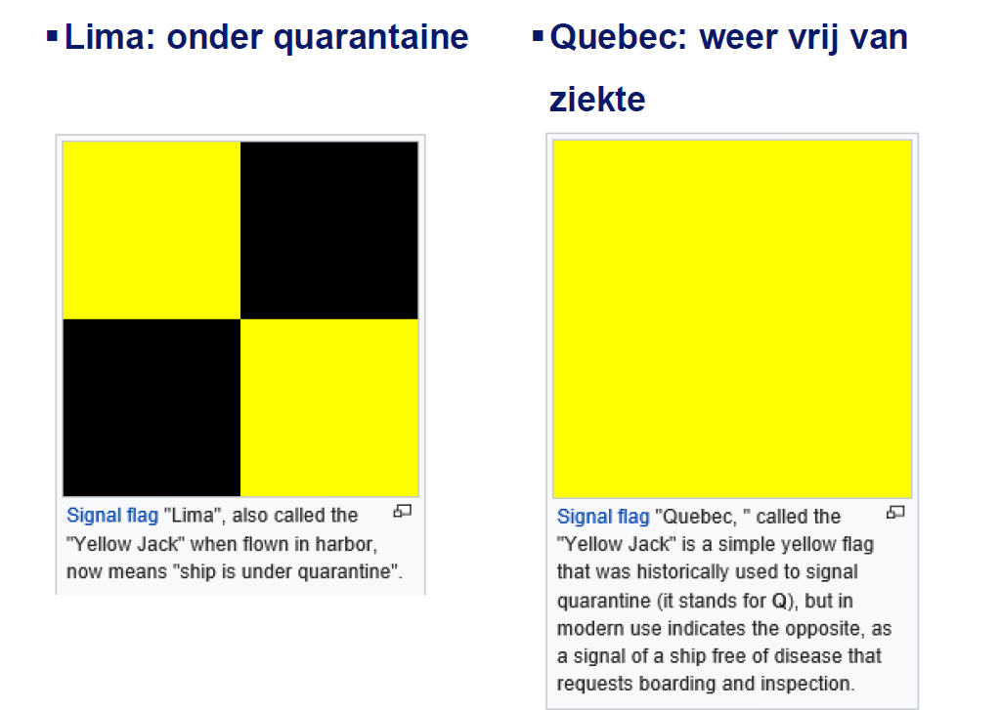 ▪Lima: onder quarantaine
▪Quebec: weer vrij van
ziekte
Signal flag "Lima", also called the
"Yellow Jack" when flown in harbor,
now means "ship is under quarantine".
Signal flag "Quebec, " called the
"Yellow Jack" is a simple yellow flag
that was historically used to signal
quarantine (it stands for Q), but in
modern use indicates the opposite, as
a signal of a ship free of disease that
requests boarding and inspection.